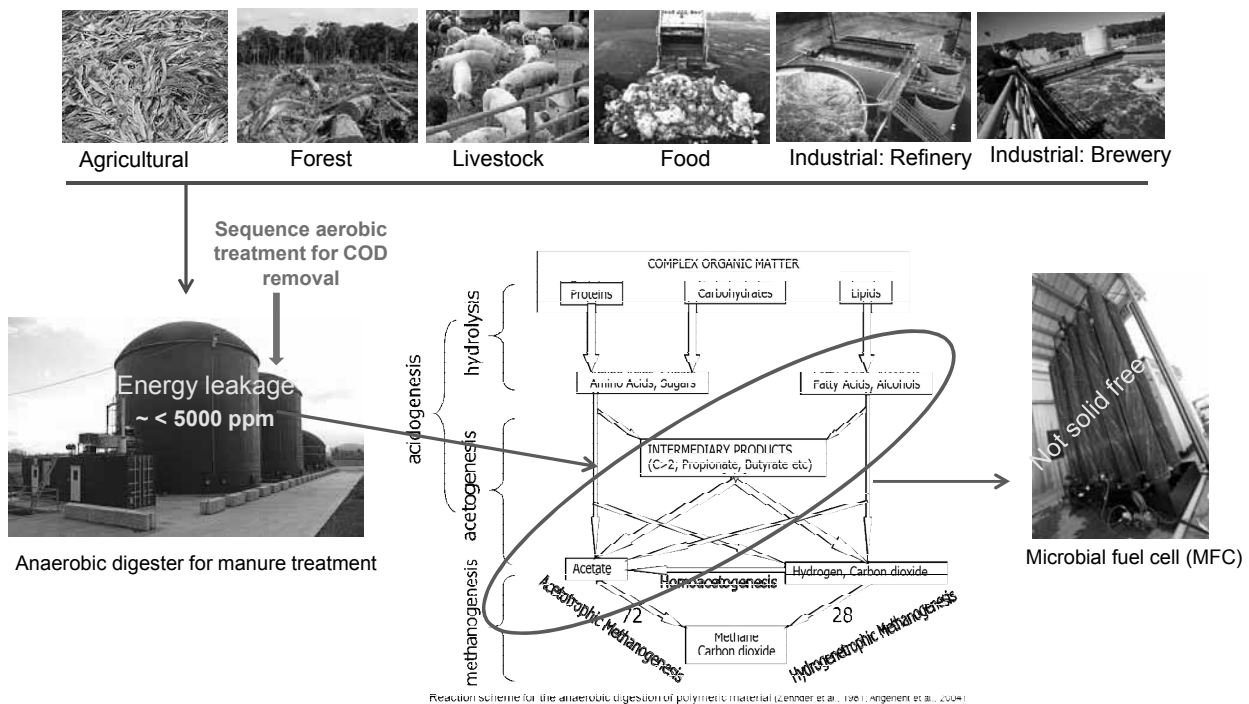 Agricultural
Forest
Livestock
Food
Industrial: Refinery
Industrial: Brewery
Sequence aerobic
treatment for COD
removal
Energy leakage
~ < 5000 ppm
Anaerobic digester for manure treatment
acidogenesis
hydrolysis
acetogenesis
methanogenesis
COMPLEX ORGANIC MATTER
Proteins
Carbohydrates
Lipids
Amino Acids, Sugars
Fatty Acids, Alcohols
INTERMEDIARY PRODUCTS
(C>2; Propionate, Butyrate etc)
Acetate
Homoacetogenesis
Hydrogen, Carbon dioxide
Acetotrophic Methanogenesis
72
28
Hydrogenetrophic Methanogenesis
Methane
Carbon dioxide
Reaction scheme for the anaerobic digestion of polymeric material (Zehnder et al., 1981; Angenent et al., 2004)
Not solid free
Microbial fuel cell (MFC)